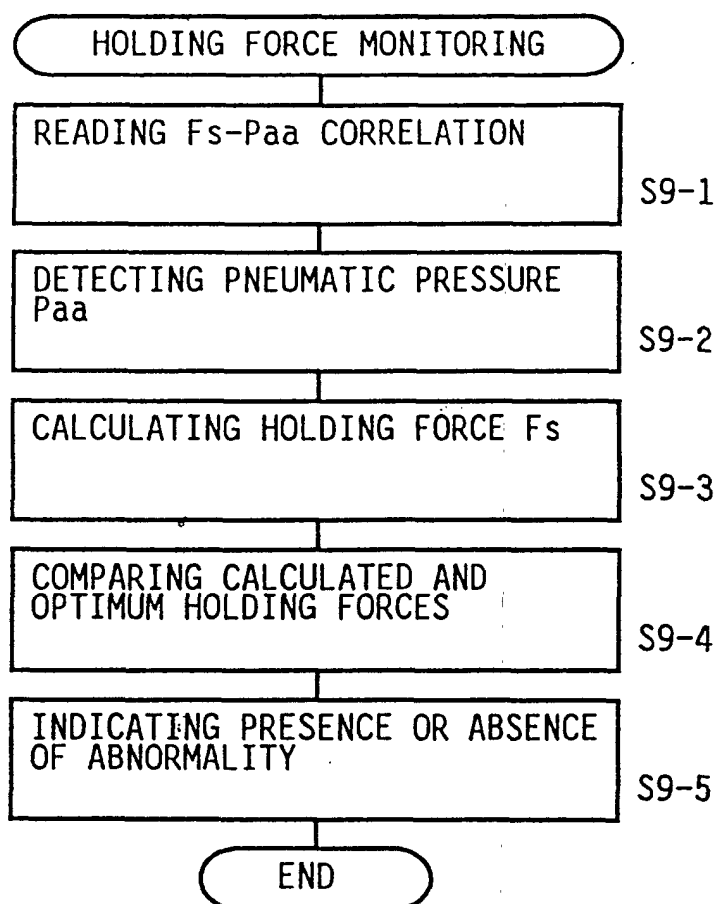 HOLDING FORCE MONITORING
READING Fs-Paa CORRELATION
S9-1
DETECTING PNEUMATIC PRESSURE
Paa
S9-2
CALCULATING HOLDING FORCE Fs
S9-3
COMPARING CALCULATED AND
OPTIMUM HOLDING FORCES
S9-4
INDICATING PRESENCE OR ABSENCE
OF ABNORMALITY
S9-5
END